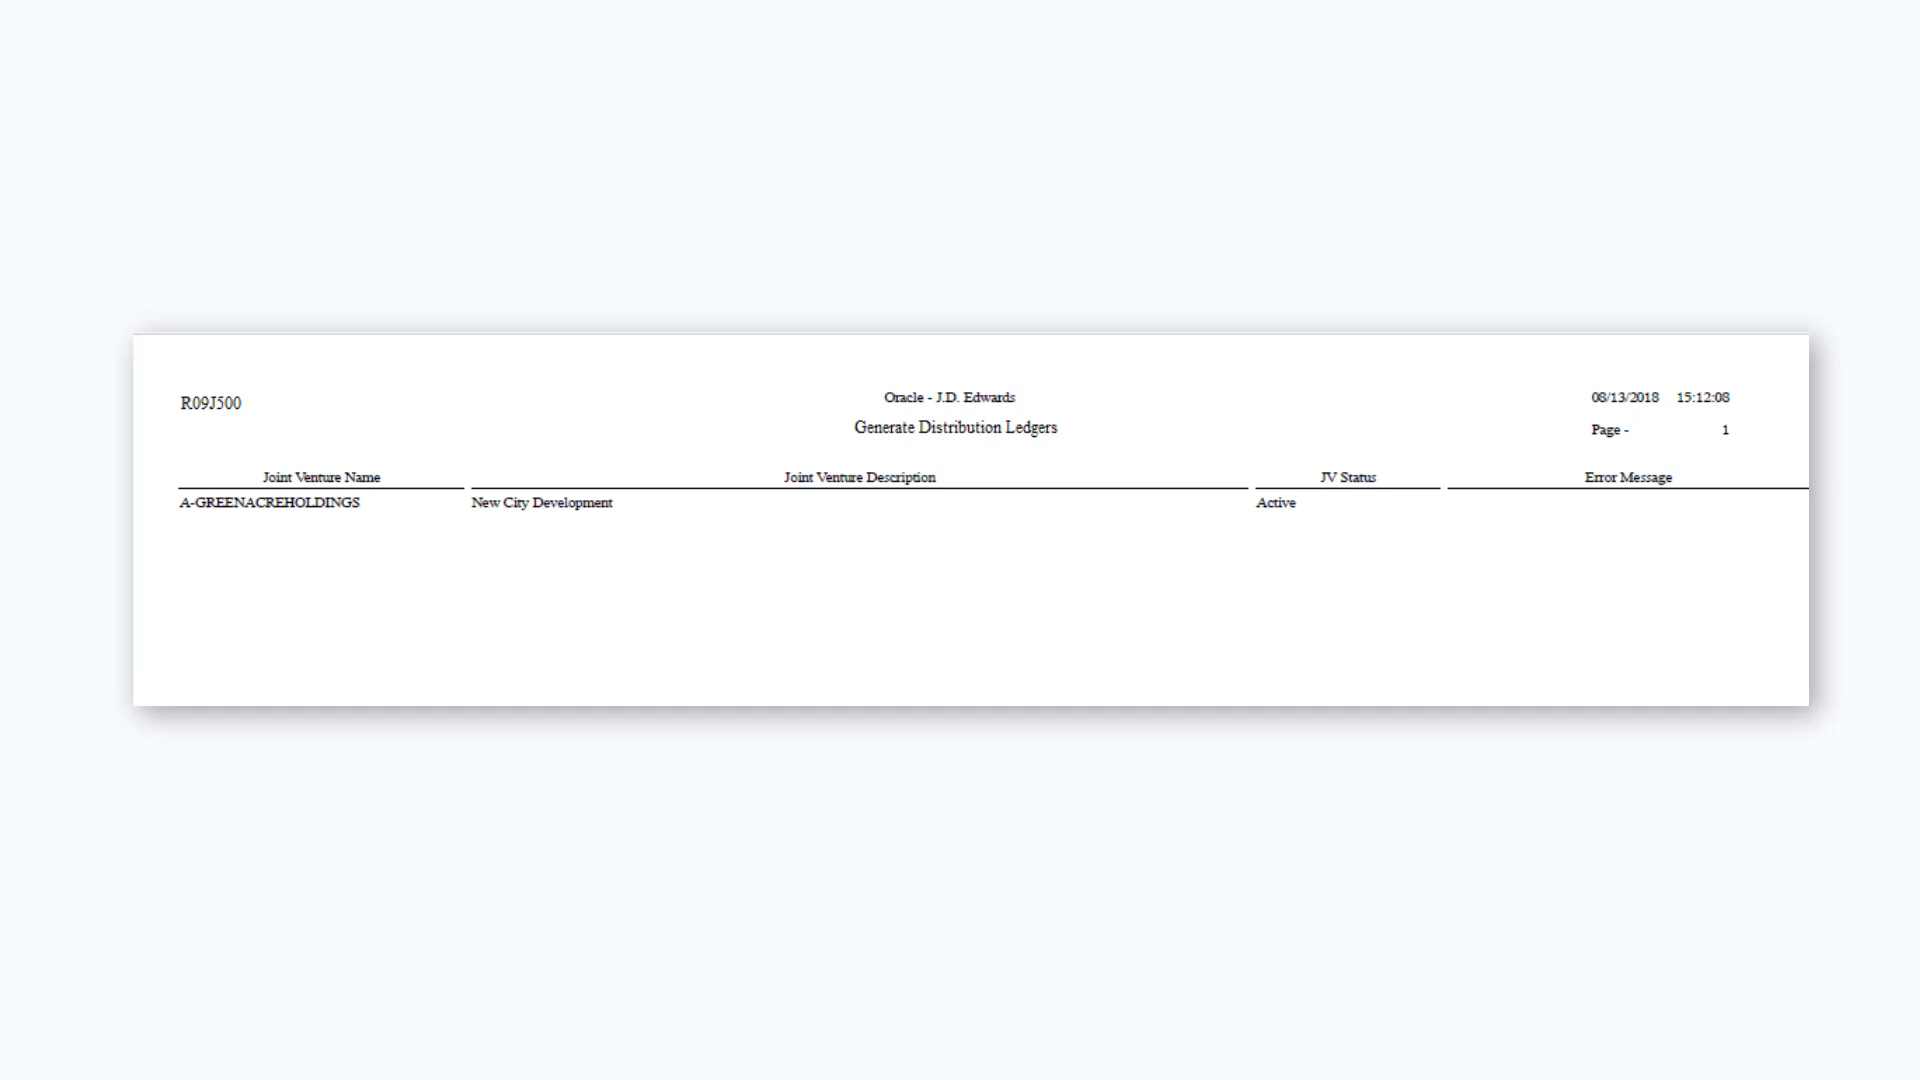 R09J500
Oracle - J.D. Edwards
08/13/2018 15:12:08
Generate Distribution Ledgers
Page - 1
Joint Venture Name Joint Venture Description JV Status Error Message
A-GREENACREHOLDINGS New City Development Active